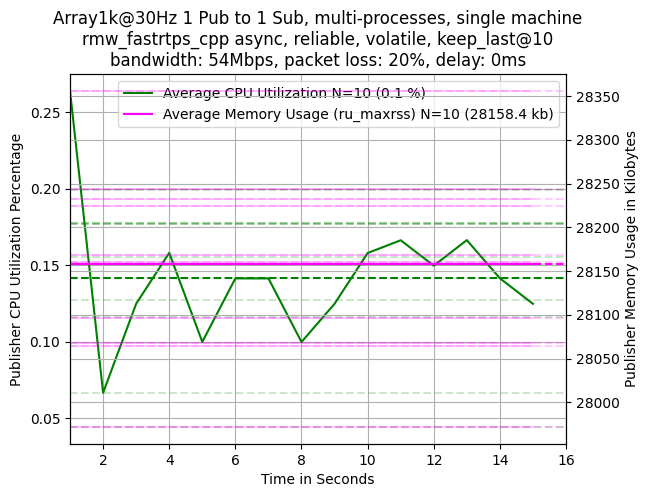 Array1k@30Hz 1 Pub to 1 Sub, multi-processes, single machine
rmw_fastrtps_cpp async, reliable, volatile, keep_last@10
bandwidth: 54Mbps, packet loss: 20%, delay: 0ms
Average CPU Utilization N=10 (0.1 %)
Average Memory Usage (ru_maxrss) N=10 (28158.4 kb)
Publisher CPU Utilization Percentage
0.25
0.20
0.15
0.10
0.05
28350
28300
28250
28200
28150
28100
28050
28000
Publisher Memory Usage in Kilobytes
2 4 6 8 10 12 14 16
Time in Seconds